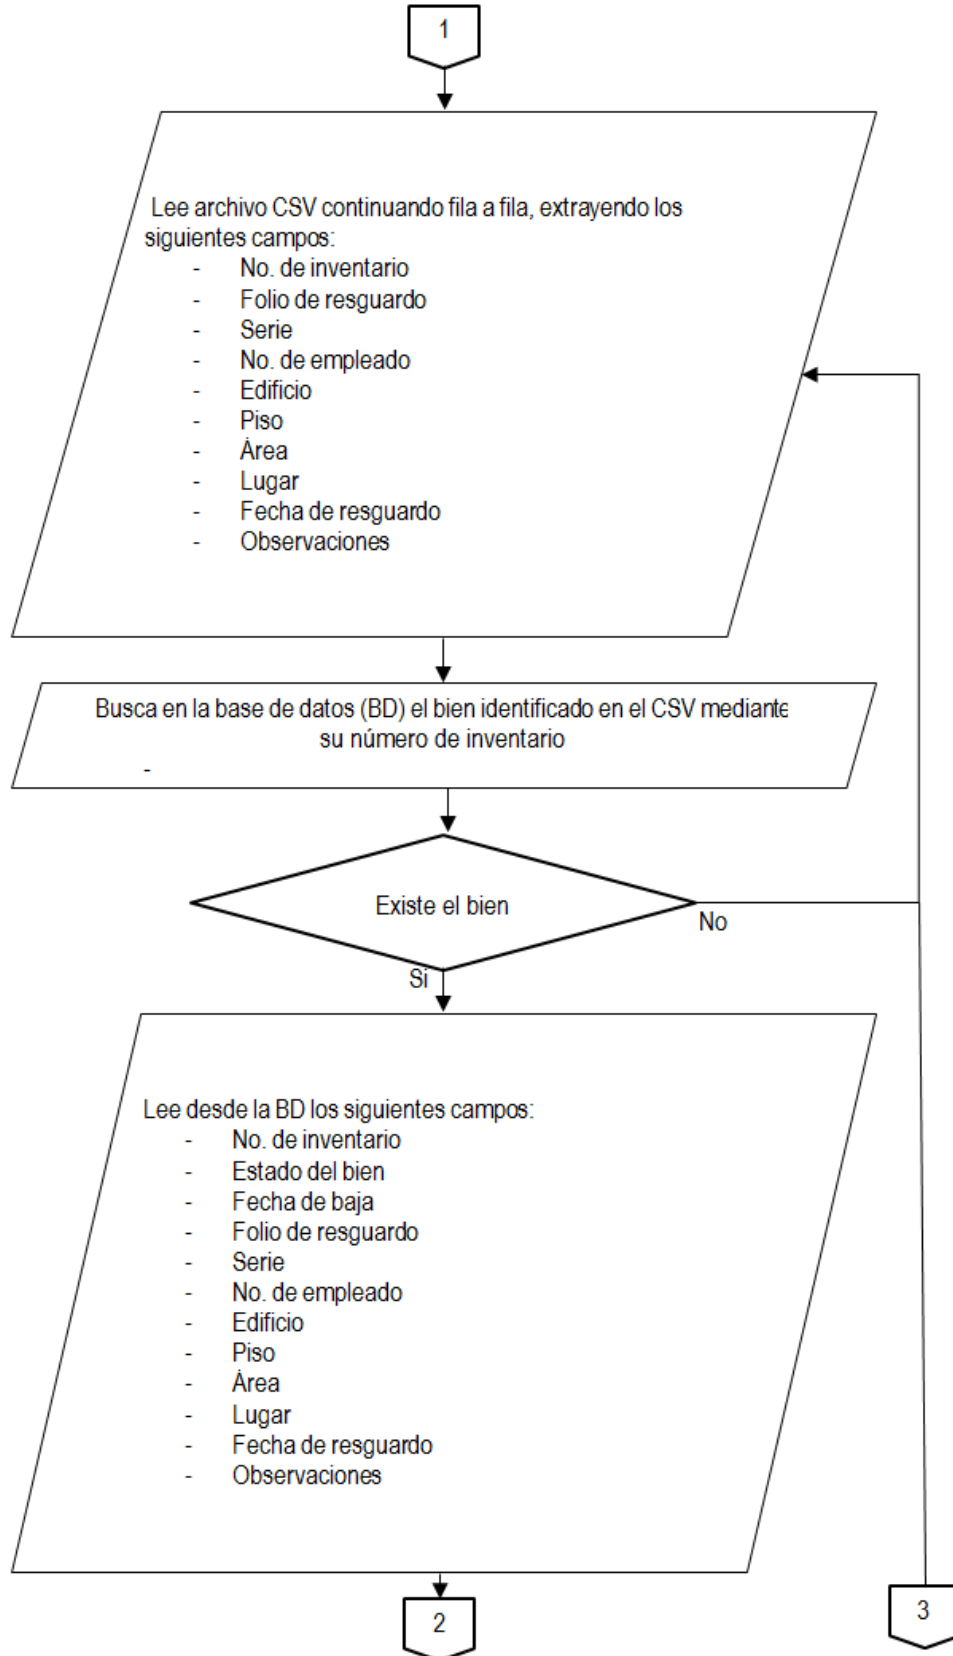 1
Lee archivo CSV continuando fila a fila, extrayendo los
siguientes campos:
- No. de inventario
- Folio de resguardo
- Serie
- No. de empleado
- Edificio
- Piso
- Área
- Lugar
- Fecha de resguardo
- Observaciones
Busca en la base de datos (BD) el bien identificado en el CSV mediante
su número de inventario
-
Existe el bien
No
Si
Lee desde la BD los siguientes campos:
- No. de inventario
- Estado del bien
- Fecha de baja
- Folio de resguardo
- Serie
- No. de empleado
- Edificio
- Piso
- Área
- Lugar
- Fecha de resguardo
- Observaciones
2
3